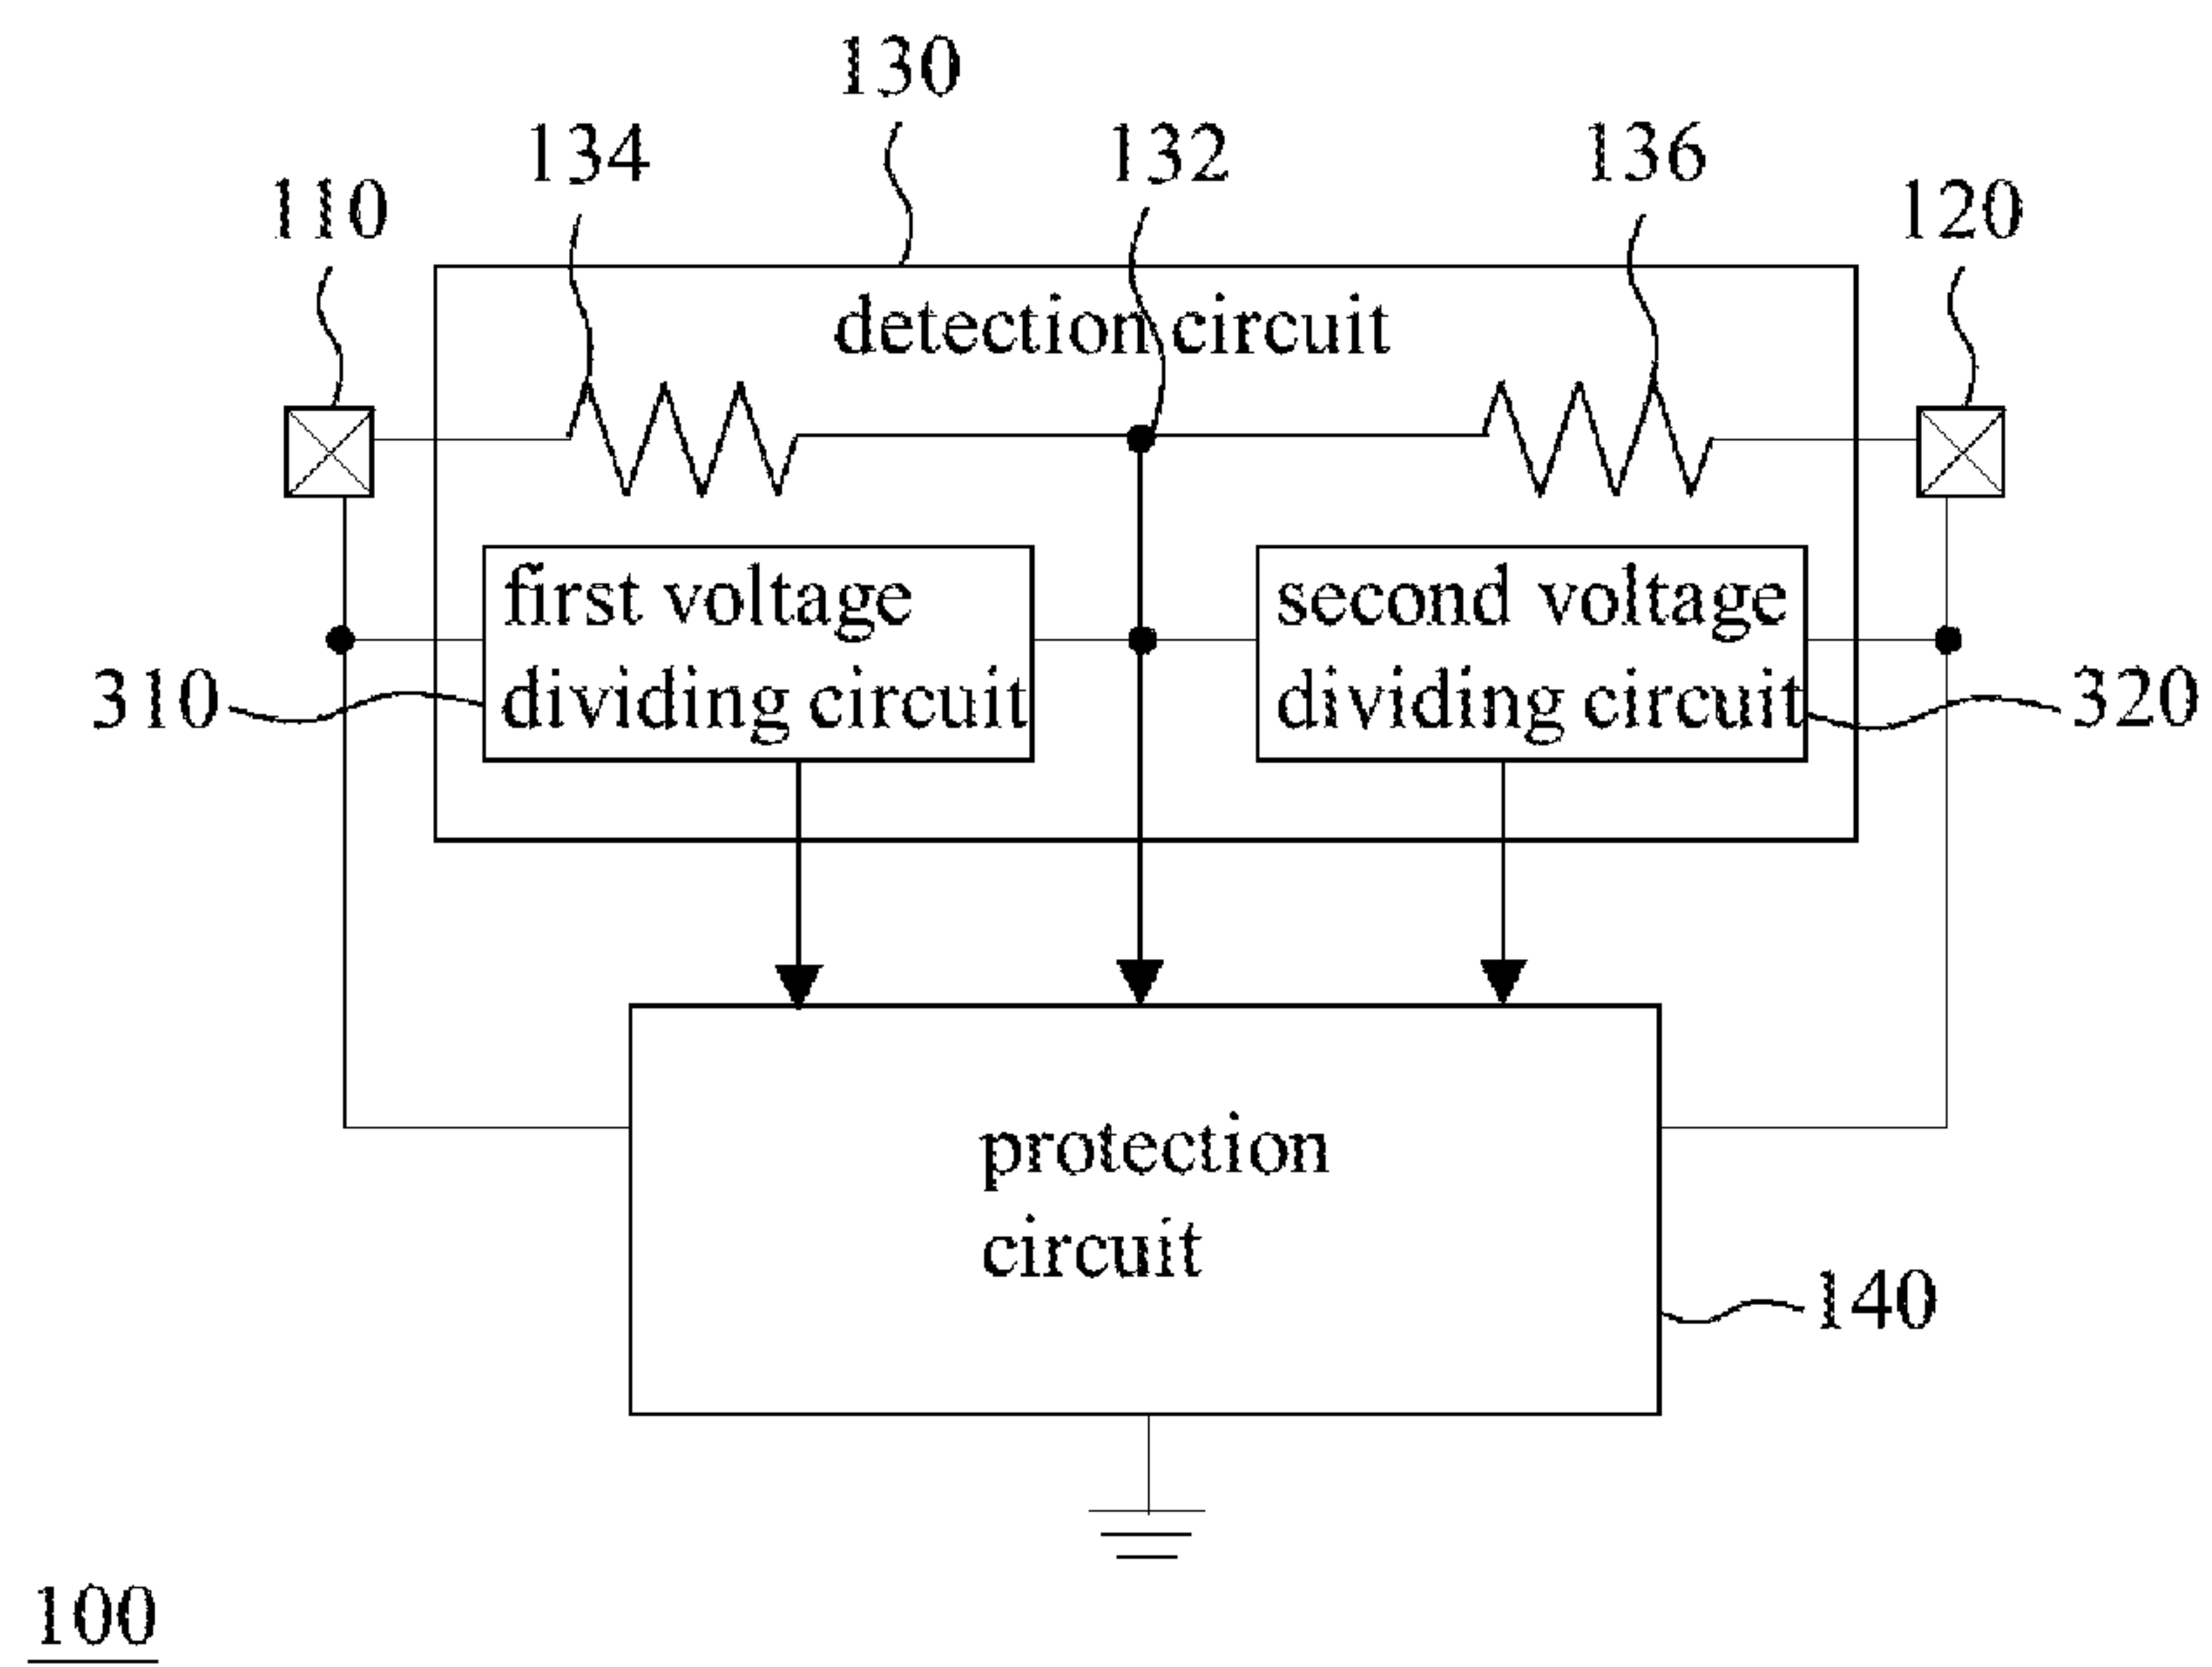 130
134
132
136
110
120
detection circuit
first voltage
dividing circuit
second voltage
dividing circuit
310
320
protection
circuit
140
100